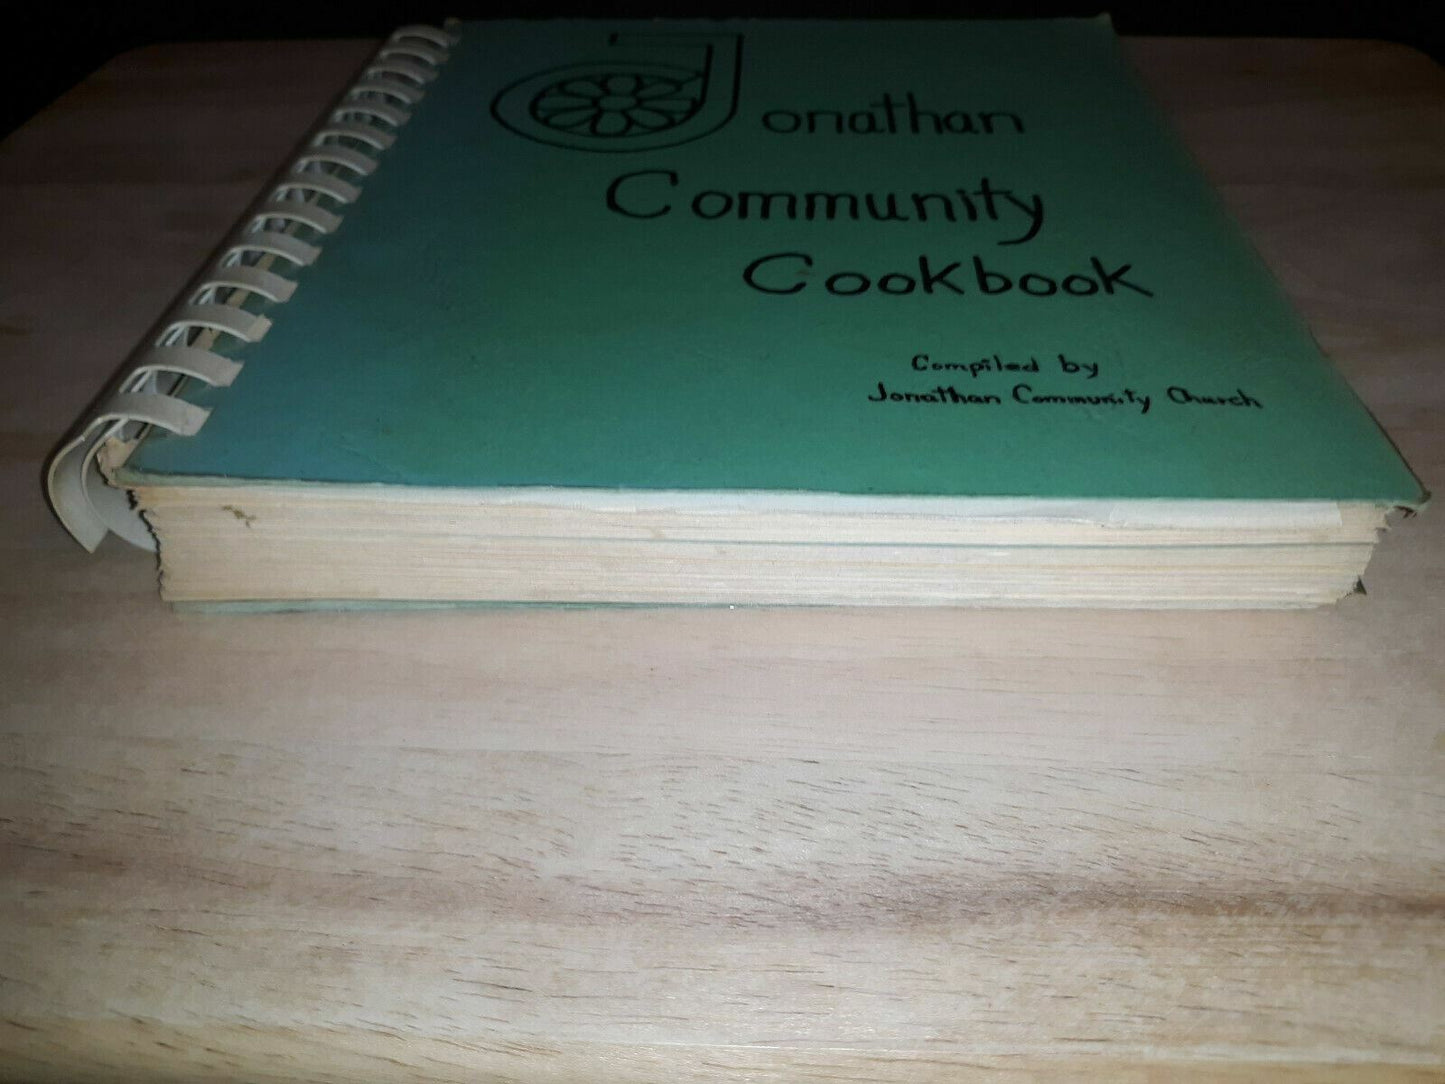 Jonathan
Community
Cookbook
Compiled by
Jonathan Community Church